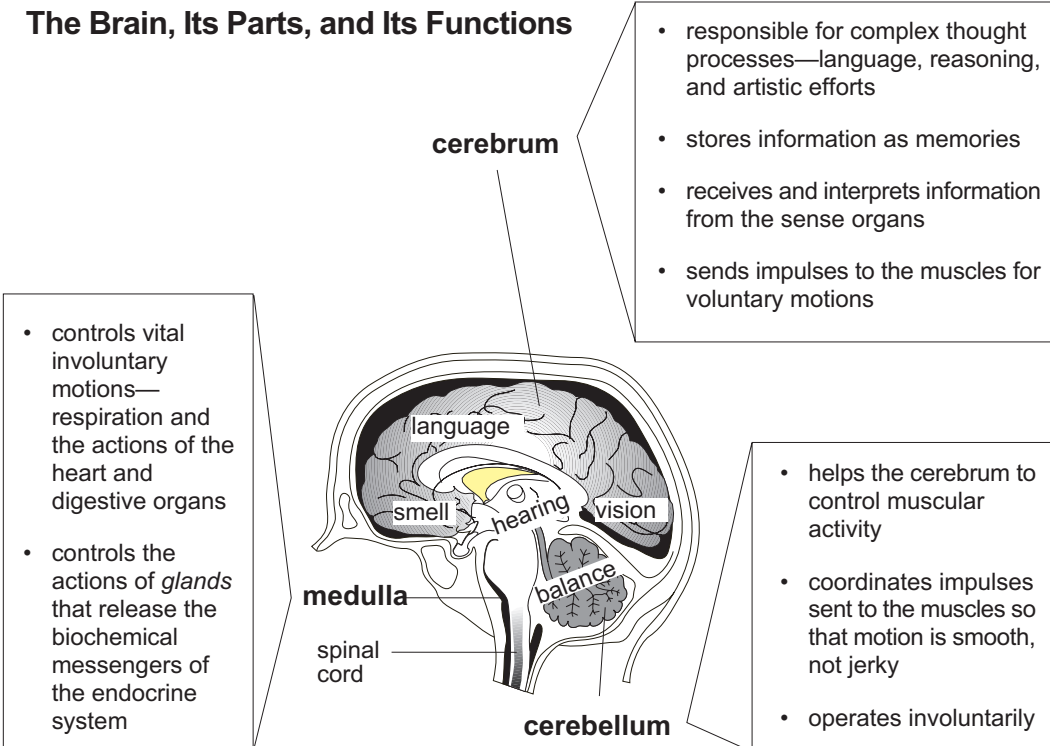 The Brain, Its Parts, and Its Functions
• responsible for complex thought
processes—language, reasoning,
and artistic efforts
• stores information as memories
• receives and interprets information
from the sense organs
• sends impulses to the muscles for
voluntary motions
cerebrum
• controls vital
involuntary
motions—
respiration and
the actions of the
heart and
digestive organs
• controls the
actions of glands
that release the
biochemical
messengers of
the endocrine
system
language
smell
hearing
vision
balance
medulla
spinal
cord
cerebellum
• helps the cerebrum to
control muscular
activity
• coordinates impulses
sent to the muscles so
that motion is smooth,
not jerky
• operates involuntarily